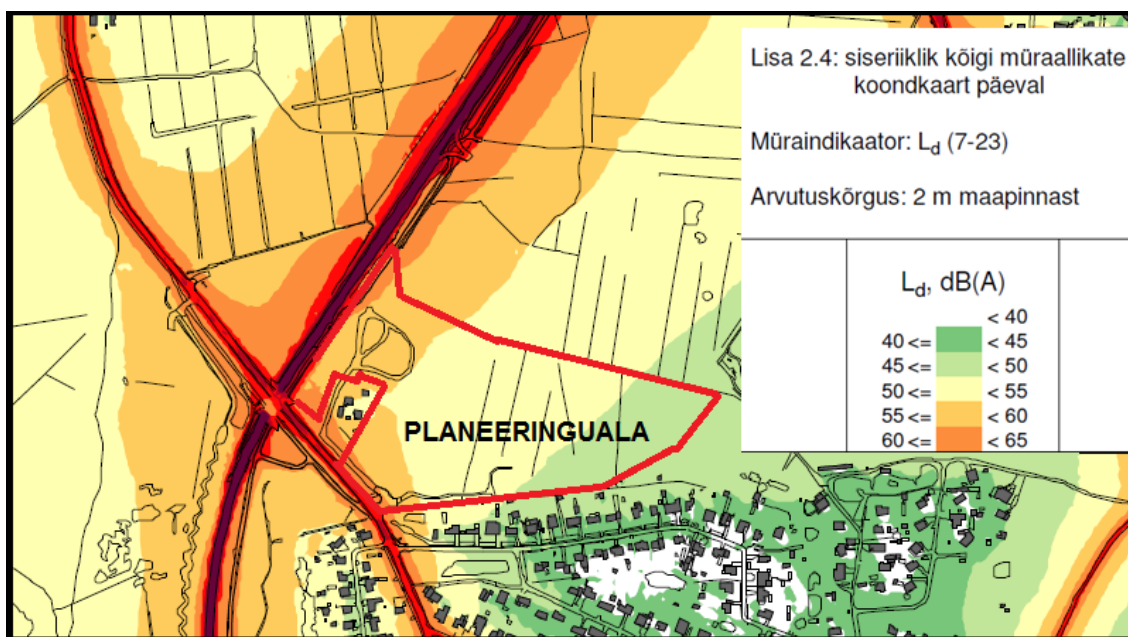 Lisa 2.4: siseriiklik kõigi müraallikate
koondkaart päeval
Müraindikaator: Ld (7-23)
Arvutuskõrgus: 2 m maapinnast
Ld, dB(A)
< 40
40 <= < 45
45 <= < 50
50 <= < 55
55 <= < 60
60 <= < 65
PLANEERINGUALA